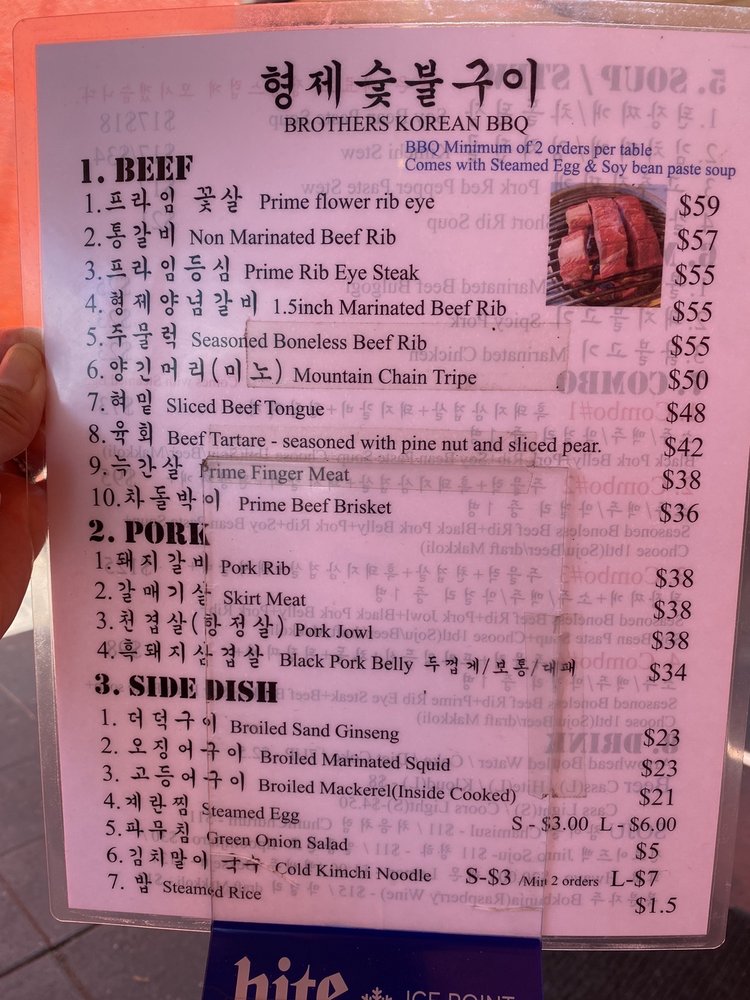 형제숯불구이
BROTHERS KOREAN BBQ
BBQ Minimum of 2 orders per table
Comes with Steamed Egg & Soy bean paste soup
1. BEEF
1. 프라임 꽃살 Prime flower rib eye $59
2. 통갈비 Non Marinated Beef Rib $57
3. 프라임등심 Prime Rib Eye Steak $55
4. 형제양념갈비 1.5inch Marinated Beef Rib $55
5. 주물럭 Seasoned Boneless Beef Rib $55
6. 양긴머리(미노) Mountain Chain Tripe $50
7. 혀밑 Sliced Beef Tongue $48
8. 육회 Beef Tartare - seasoned with pine nut and sliced pear. $42
9. 늑간살 Prime Finger Meat $38
10. 차돌박이 Prime Beef Brisket $36
2. PORK
1. 돼지갈비 Pork Rib $38
2. 갈매기살 Skirt Meat $38
3. 천겹살(항정살) Pork Jowl $38
4. 흑돼지삼겹살 Black Pork Belly 두껍게/보통/대패 $34
3. SIDE DISH
1. 더덕구이 Broiled Sand Ginseng $23
2. 오징어구이 Broiled Marinated Squid $23
3. 고등어구이 Broiled Mackerel(Inside Cooked) $21
4. 계란찜 Steamed Egg S - $3.00 L - $6.00
5. 파무침 Green Onion Salad $5
6. 김치말이 국수 Cold Kimchi Noodle S-$3 /Min 2 orders L-$7
7. 밥 Steamed Rice $1.5
hite ICE POINT